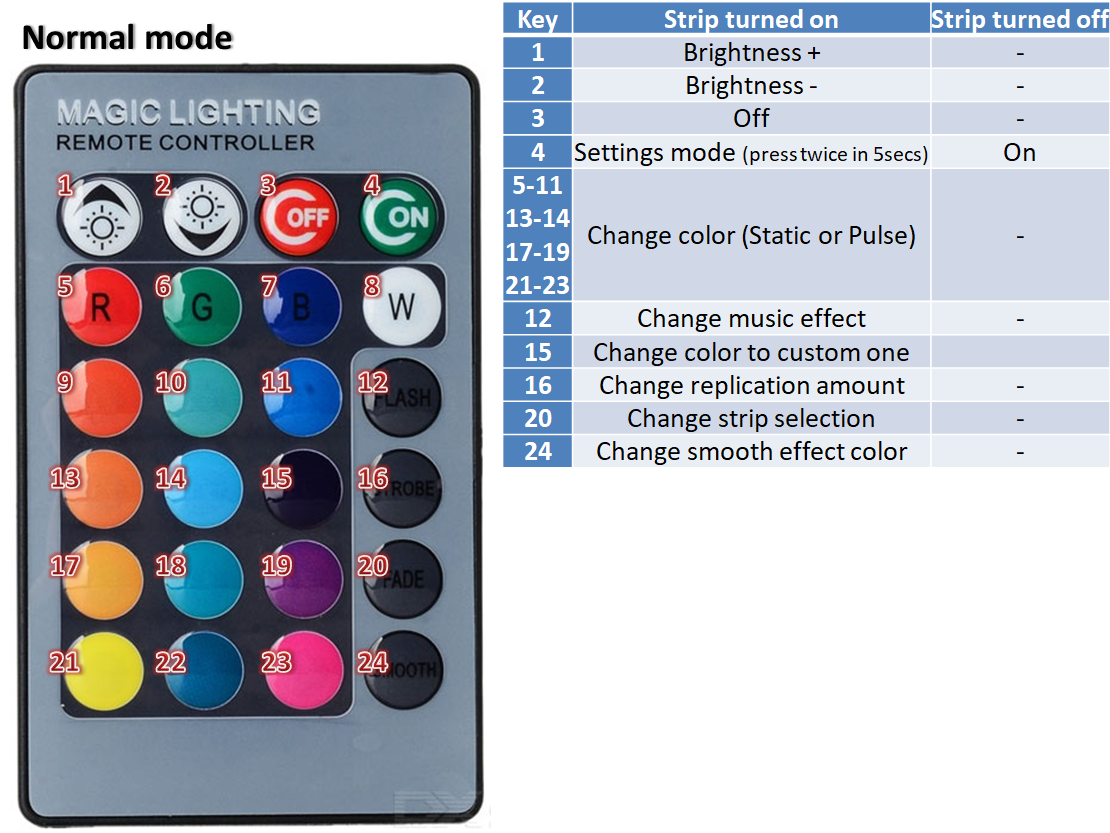 Normal mode
MAGIC LIGHTING
REMOTE CONTROLLER
1 2 3 4
OFF ON
5 6 7 8
R G B W
9 10 11 12
FLASH
13 14 15 16
STROBE
17 18 19 20
FADE
21 22 23 24
SMOOTH
Key Strip turned on Strip turned off
1 Brightness + -
2 Brightness - -
3 Off -
4 Settings mode (press twice in 5secs) On
5-11
13-14
17-19
21-23
Change color (Static or Pulse) -
12 Change music effect -
15 Change color to custom one
16 Change replication amount -
20 Change strip selection -
24 Change smooth effect color -